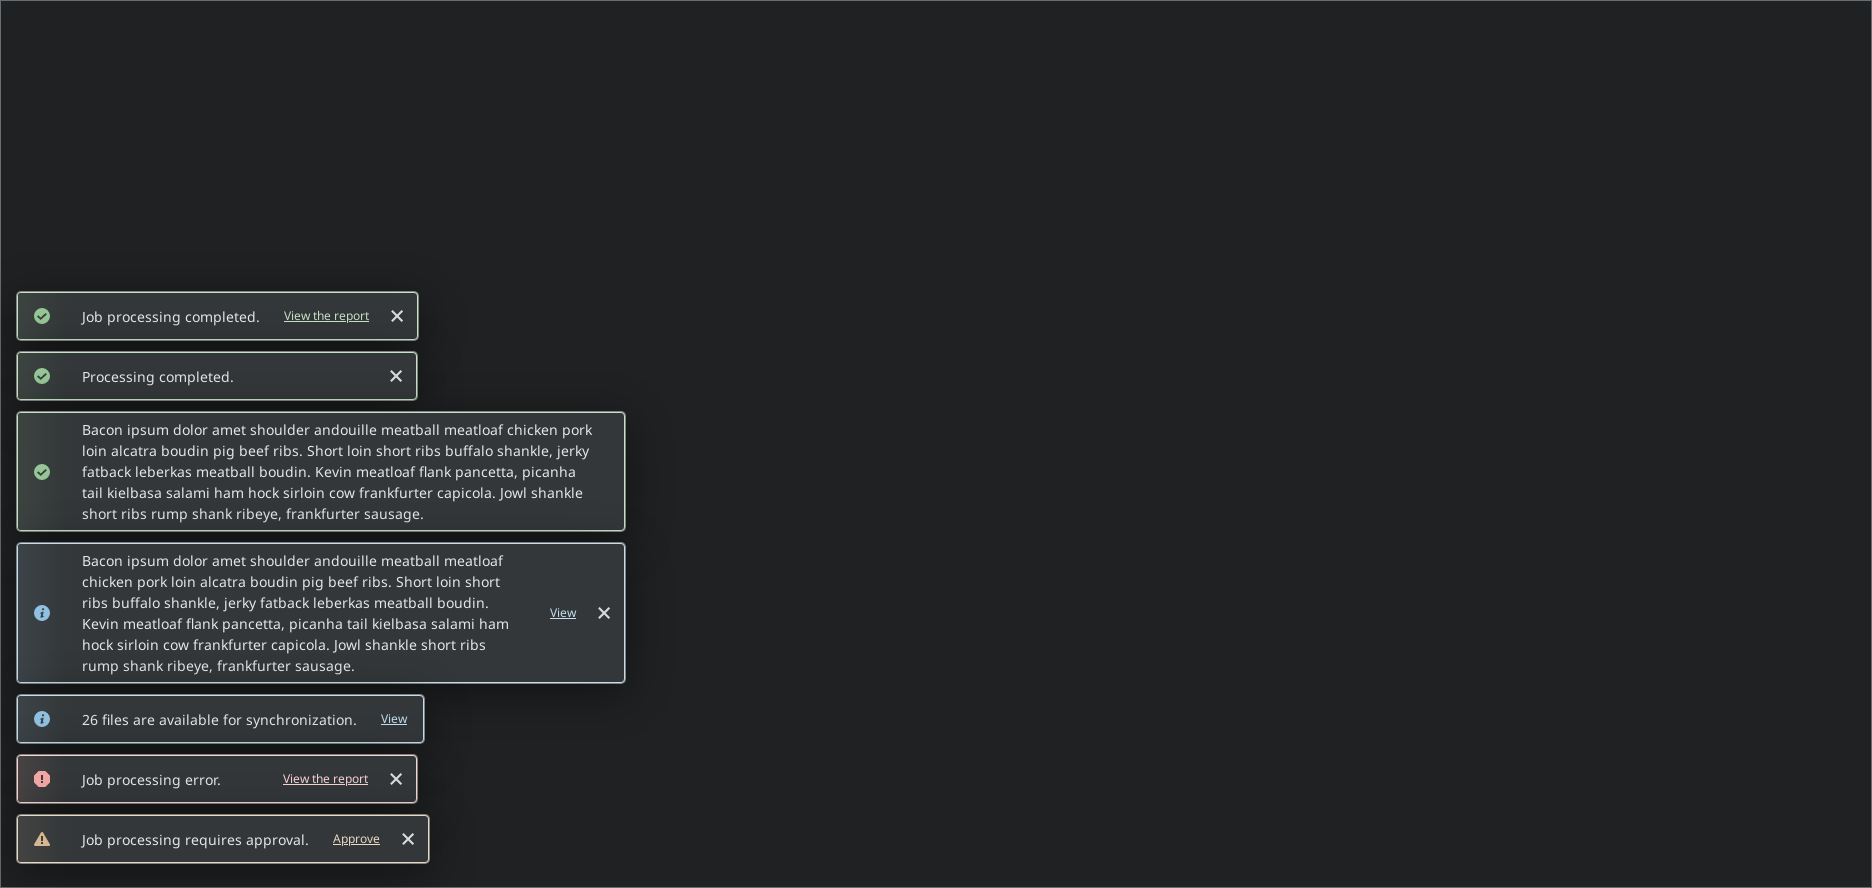 Job processing completed. View the report
Processing completed.
Bacon ipsum dolor amet shoulder andouille meatball meatloaf chicken pork
loin alcatra boudin pig beef ribs. Short loin short ribs buffalo shankle, jerky
fatback leberkas meatball boudin. Kevin meatloaf flank pancetta, picanha
tail kielbasa salami ham hock sirloin cow frankfurter capicola. Jowl shankle
short ribs rump shank ribeye, frankfurter sausage.
Bacon ipsum dolor amet shoulder andouille meatball meatloaf
chicken pork loin alcatra boudin pig beef ribs. Short loin short
ribs buffalo shankle, jerky fatback leberkas meatball boudin.
Kevin meatloaf flank pancetta, picanha tail kielbasa salami ham
hock sirloin cow frankfurter capicola. Jowl shankle short ribs
rump shank ribeye, frankfurter sausage.
View
26 files are available for synchronization. View
Job processing error. View the report
Job processing requires approval. Approve